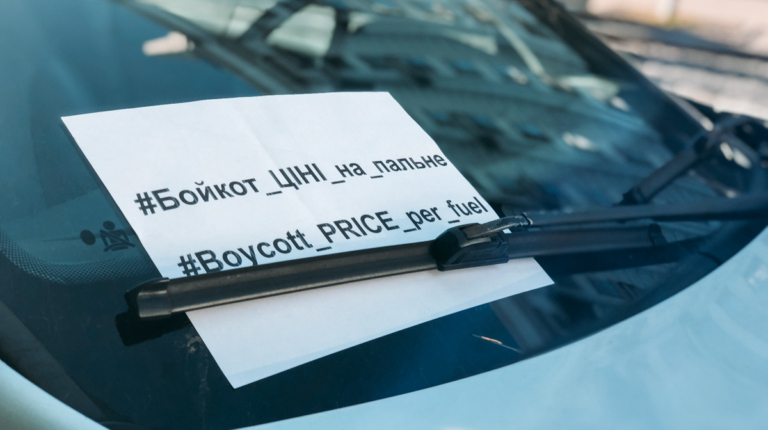 #Бойкот_ЦІНІ_на_пальне
#Boycott_PRICE_per_fuel